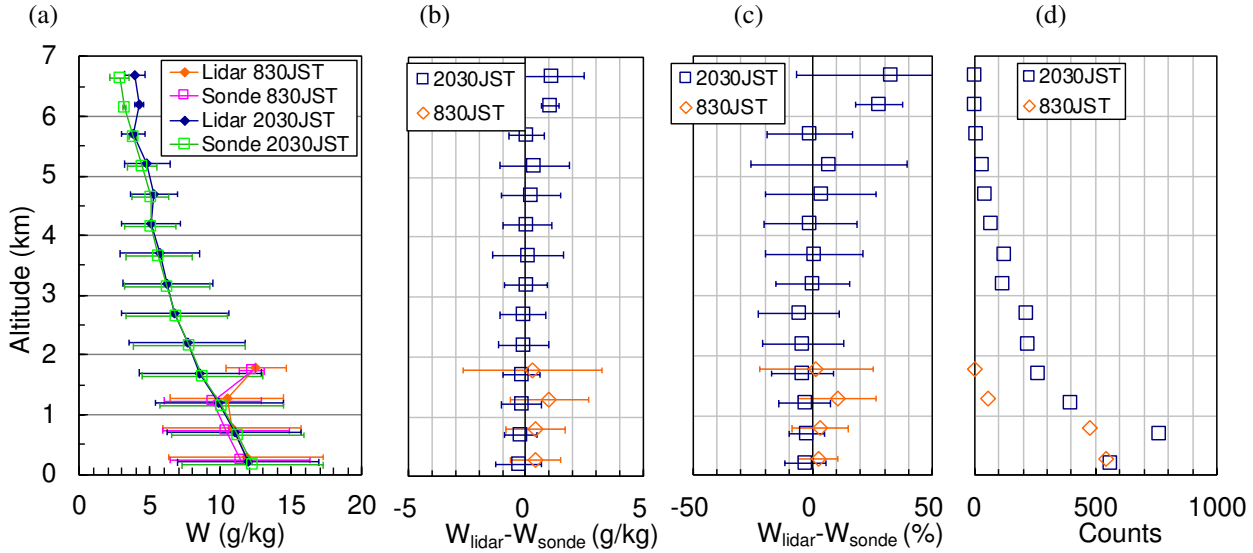 (a)
(b)
(c)
(d)
Altitude (km)
7
6
5
4
3
2
1
0
Lidar 830JST
Sonde 830JST
Lidar 2030JST
Sonde 2030JST
0 5 10 15 20
W (g/kg)
2030JST
830JST
-5 0 5
Wlidar-Wsonde (g/kg)
2030JST
830JST
-50 0 50
Wlidar-Wsonde (%)
2030JST
830JST
0 500 1000
Counts